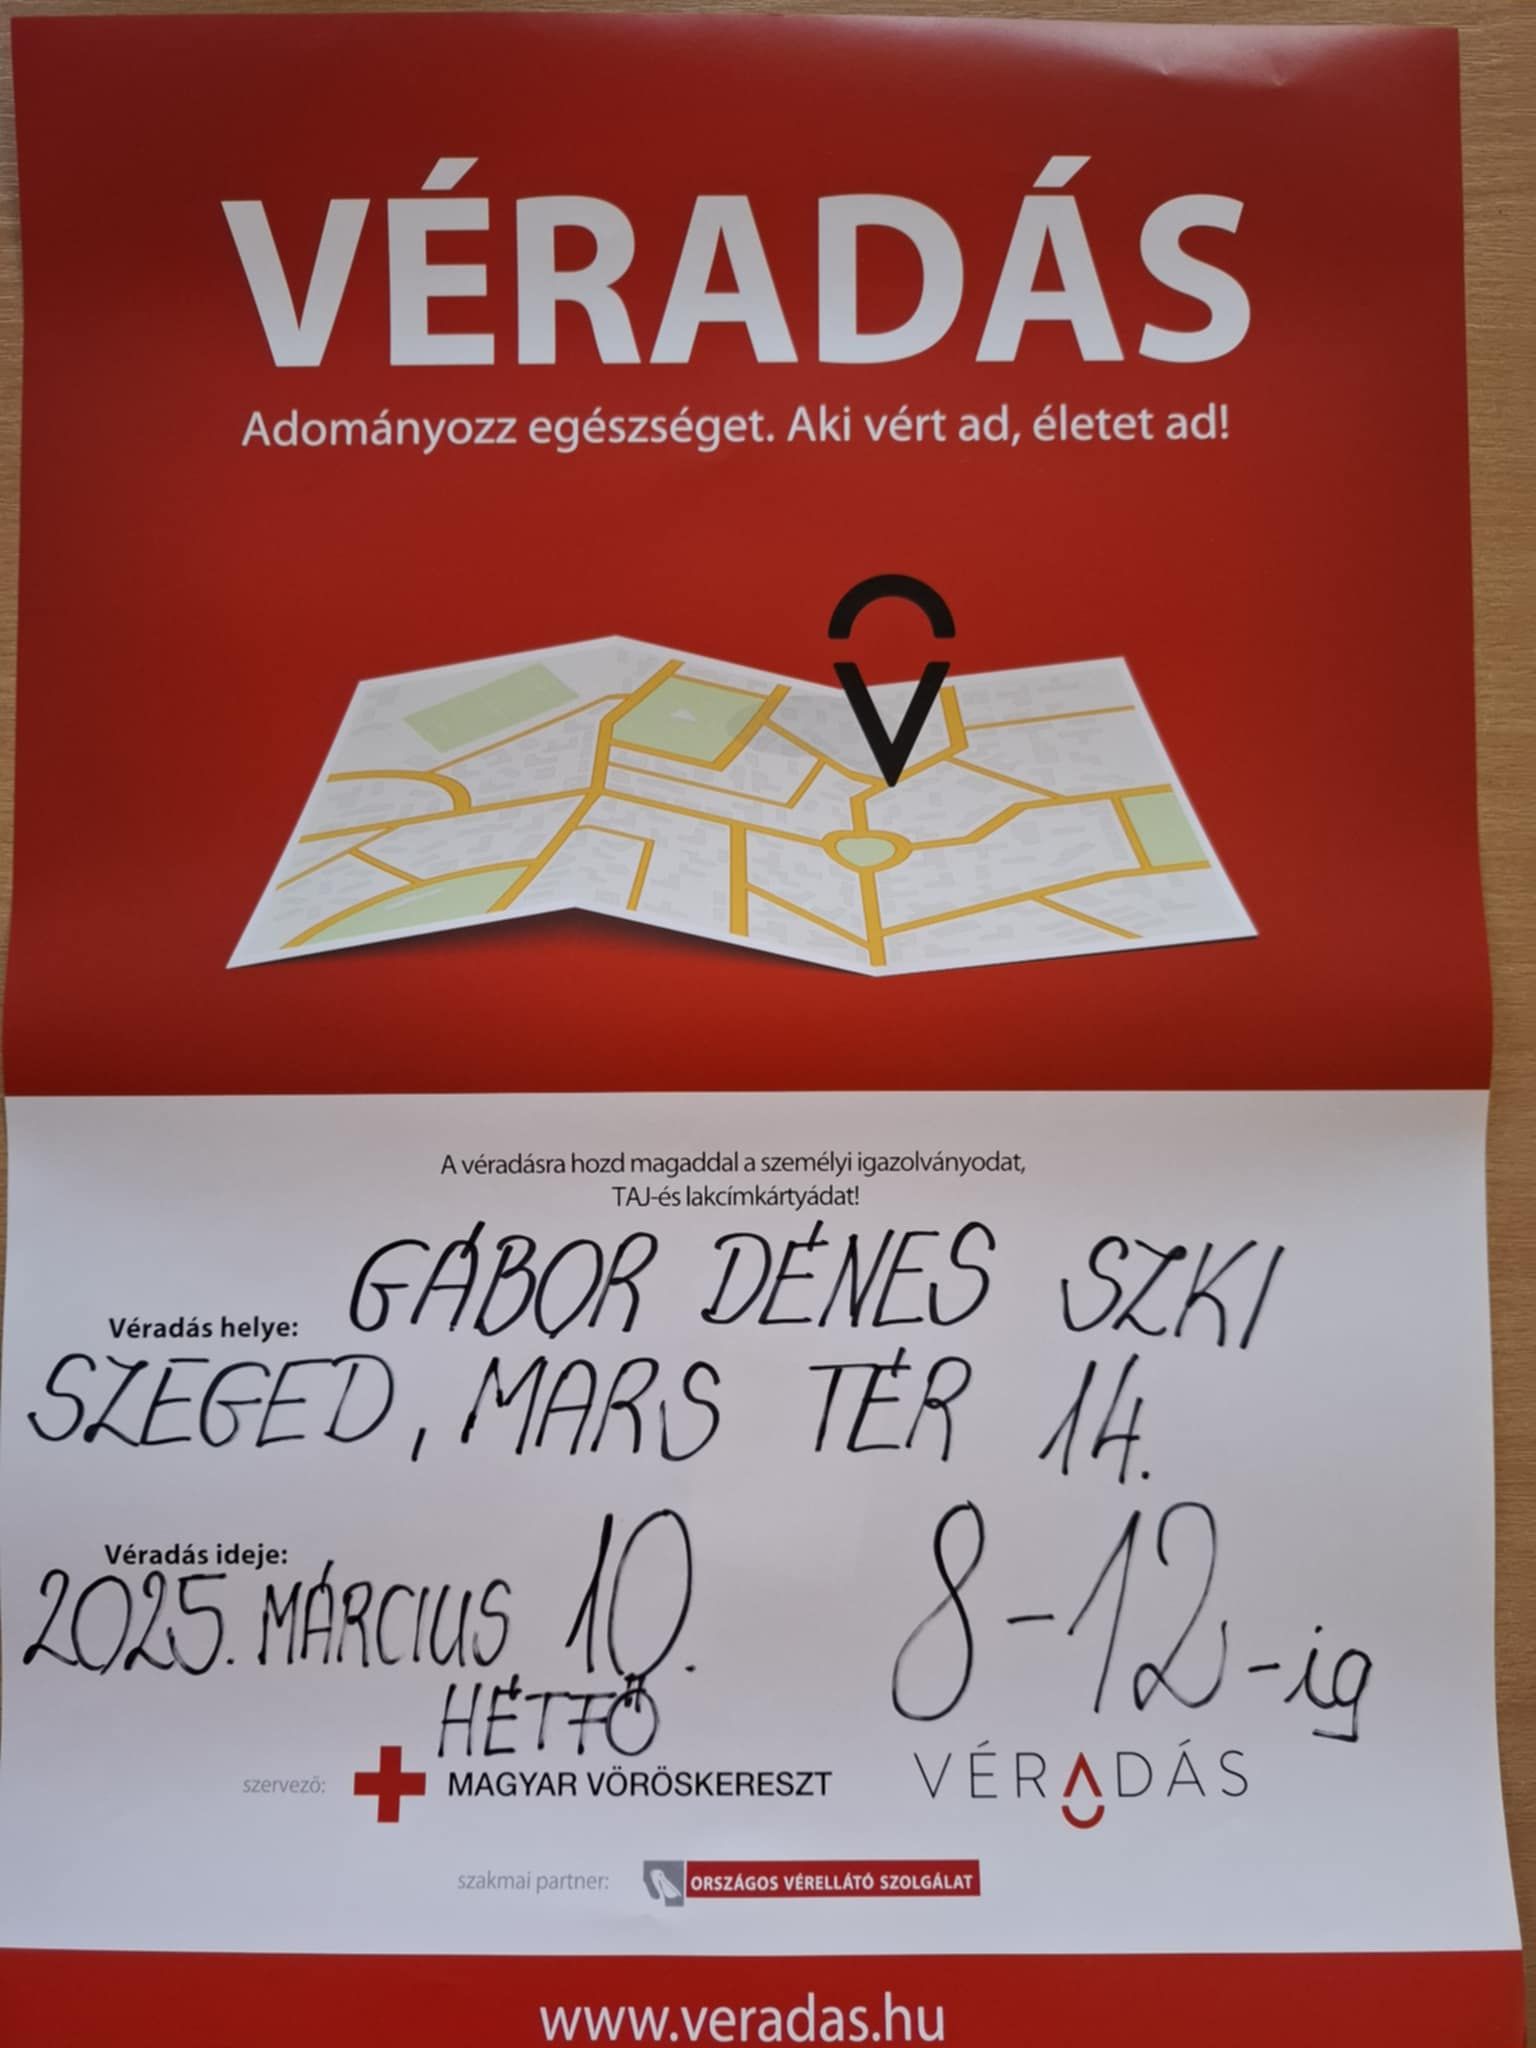 VÉRADÁS
Adományozz egészséget. Aki vért ad, életet ad!
A véradásra hozd magaddal a személyi igazolványodat,
TAJ-és lakcímkártyádat!
Véradás helye: GÁBOR DÉNES SZKI
SZEGED, MARS TÉR 14.
Véradás ideje:
2025. MÁRCIUS 10. 8-12-ig
HÉTFŐ
szervező: MAGYAR VÖRÖSKERESZT VÉRADÁS
szakmai partner: ORSZÁGOS VÉRELLÁTÓ SZOLGÁLAT
www.veradas.hu